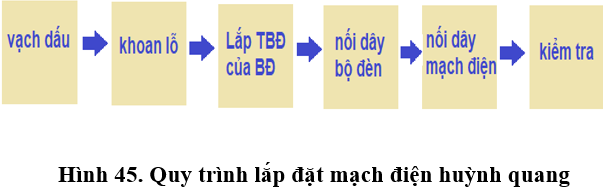 vạch dấu
khoan lỗ
Lắp TBĐ
của BĐ
nối dây
bộ đèn
nối dây
mạch điện
kiểm tra
Hình 45. Quy trình lắp đặt mạch điện huỳnh quang